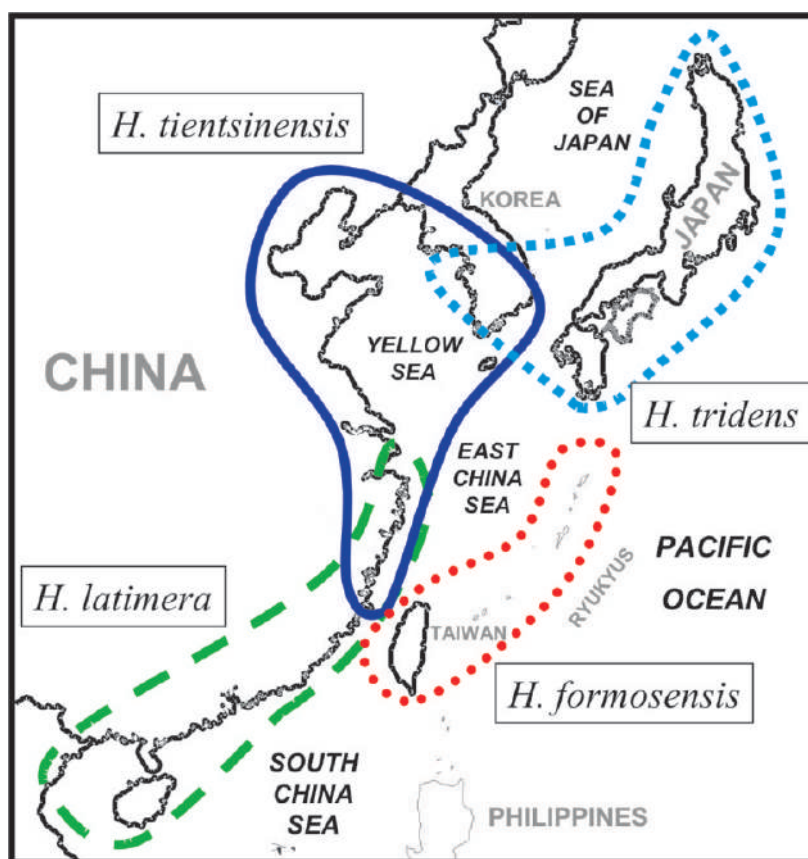 H. tientsinensis
SEA
OF
JAPAN
KOREA
JAPAN
CHINA
YELLOW
SEA
H. tridens
EAST
CHINA
SEA
PACIFIC
OCEAN
RYUKYUS
H. latimera
TAIWAN
H. formosensis
SOUTH
CHINA
SEA
PHILIPPINES